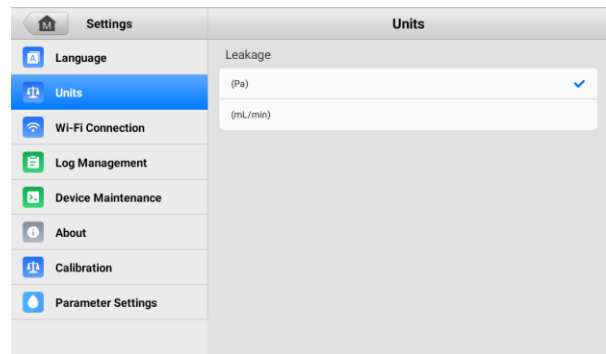 M
Settings
Units
Language
Units
Wi-Fi Connection
Log Management
Device Maintenance
About
Calibration
Parameter Settings
Leakage
(Pa)
(mL/min)